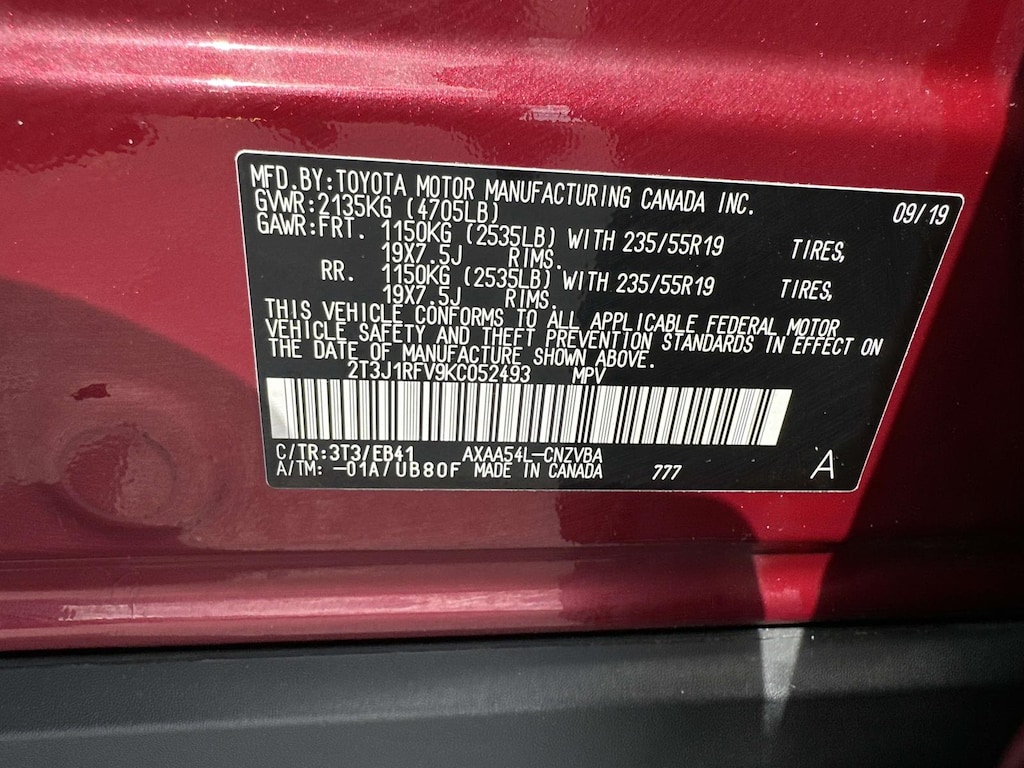 MFD.BY:TOYOTA MOTOR MANUFACTURING CANADA INC. 09/19
GVWR:2135KG (4705LB)
GAWR:FRT. 1150KG (2535LB) WITH 235/55R19 TIRES,
19X7.5J RIMS.
RR. 1150KG (2535LB) WITH 235/55R19 TIRES,
19X7.5J RIMS.
THIS VEHICLE CONFORMS TO ALL APPLICABLE FEDERAL MOTOR
VEHICLE SAFETY AND THEFT PREVENTION STANDARDS IN EFFECT ON
THE DATE OF MANUFACTURE SHOWN ABOVE.
2T3J1RFV9KC052493 MPV
C/TR:3T3/EB41 AXAA54L-CNZVBA
A/TM: -01A/UB80F MADE IN CANADA 777 A